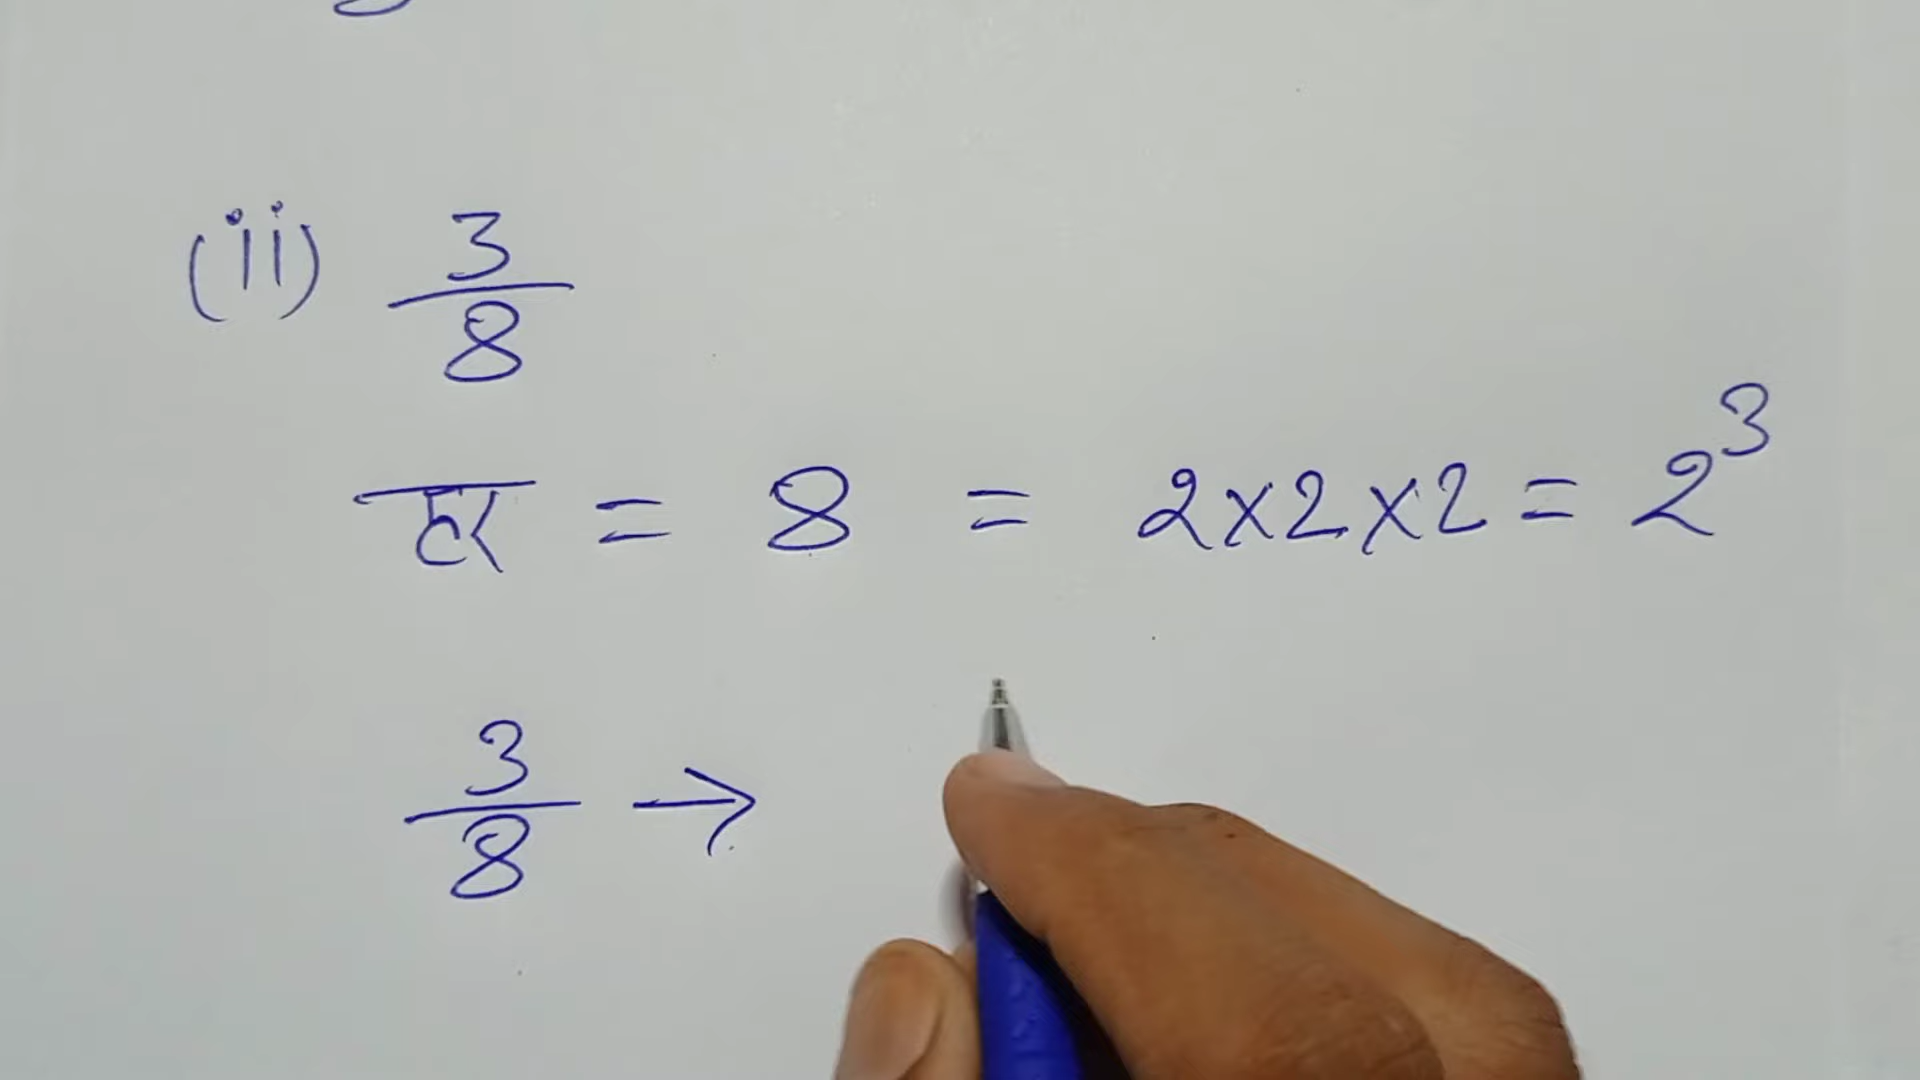 (ii) 3/8
हर = 8 = 2×2×2 = 2³
3/8 →